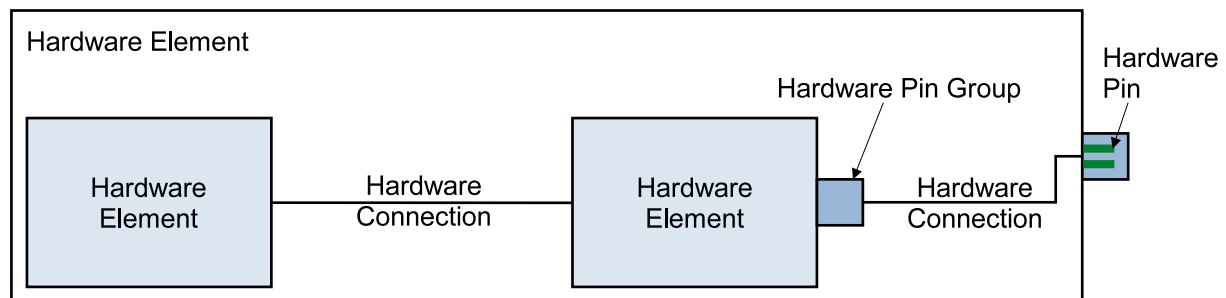 Hardware Element
Hardware
Pin
Hardware Pin Group
Hardware
Element
Hardware
Connection
Hardware
Element
Hardware
Connection